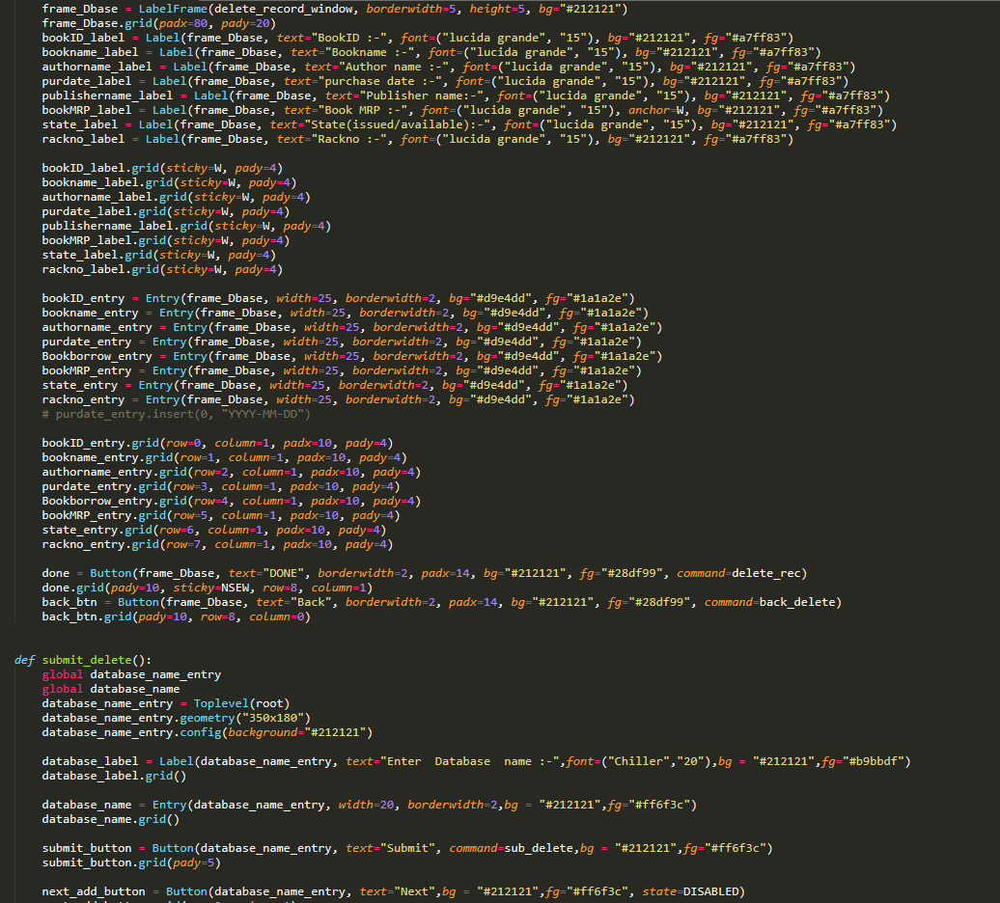 frame_Dbase = LabelFrame(delete_record_window, borderwidth=5, height=5, bg="#212121")
frame_Dbase.grid(padx=80, pady=20)
bookID_label = Label(frame_Dbase, text="BookID :-", font=("lucida grande", "15"), bg="#212121", fg="#a7ff83")
bookname_label = Label(frame_Dbase, text="Bookname :-", font=("lucida grande", "15"), bg="#212121", fg="#a7ff83")
authorname_label = Label(frame_Dbase, text="Author name :-", font=("lucida grande", "15"), bg="#212121", fg="#a7ff83")
purdate_label = Label(frame_Dbase, text="purchase date :-", font=("lucida grande", "15"), bg="#212121", fg="#a7ff83")
publishername_label = Label(frame_Dbase, text="Publisher name:-", font=("lucida grande", "15"), bg="#212121", fg="#a7ff83")
bookMRP_label = Label(frame_Dbase, text="Book MRP :-", font=("lucida grande", "15"), anchor=W, bg="#212121", fg="#a7ff83")
state_label = Label(frame_Dbase, text="State(issued/available):-", font=("lucida grande", "15"), bg="#212121", fg="#a7ff83")
rackno_label = Label(frame_Dbase, text="Rackno :-", font=("lucida grande", "15"), bg="#212121", fg="#a7ff83")
bookID_label.grid(sticky=W, pady=4)
bookname_label.grid(sticky=W, pady=4)
authorname_label.grid(sticky=W, pady=4)
purdate_label.grid(sticky=W, pady=4)
publishername_label.grid(sticky=W, pady=4)
bookMRP_label.grid(sticky=W, pady=4)
state_label.grid(sticky=W, pady=4)
rackno_label.grid(sticky=W, pady=4)
bookID_entry = Entry(frame_Dbase, width=25, borderwidth=2, bg="#d9e4dd", fg="#1a1a2e")
bookname_entry = Entry(frame_Dbase, width=25, borderwidth=2, bg="#d9e4dd", fg="#1a1a2e")
authorname_entry = Entry(frame_Dbase, width=25, borderwidth=2, bg="#d9e4dd", fg="#1a1a2e")
purdate_entry = Entry(frame_Dbase, width=25, borderwidth=2, bg="#d9e4dd", fg="#1a1a2e")
Bookborrow_entry = Entry(frame_Dbase, width=25, borderwidth=2, bg="#d9e4dd", fg="#1a1a2e")
bookMRP_entry = Entry(frame_Dbase, width=25, borderwidth=2, bg="#d9e4dd", fg="#1a1a2e")
state_entry = Entry(frame_Dbase, width=25, borderwidth=2, bg="#d9e4dd", fg="#1a1a2e")
rackno_entry = Entry(frame_Dbase, width=25, borderwidth=2, bg="#d9e4dd", fg="#1a1a2e")
# purdate_entry.insert(0, "YYYY-MM-DD")
bookID_entry.grid(row=0, column=1, padx=10, pady=4)
bookname_entry.grid(row=1, column=1, padx=10, pady=4)
authorname_entry.grid(row=2, column=1, padx=10, pady=4)
purdate_entry.grid(row=3, column=1, padx=10, pady=4)
Bookborrow_entry.grid(row=4, column=1, padx=10, pady=4)
bookMRP_entry.grid(row=5, column=1, padx=10, pady=4)
state_entry.grid(row=6, column=1, padx=10, pady=4)
rackno_entry.grid(row=7, column=1, padx=10, pady=4)
done = Button(frame_Dbase, text="DONE", borderwidth=2, padx=14, bg="#212121", fg="#28df99", command=delete_rec)
done.grid(pady=10, sticky=NSEW, row=8, column=1)
back_btn = Button(frame_Dbase, text="Back", borderwidth=2, padx=14, bg="#212121", fg="#28df99", command=back_delete)
back_btn.grid(pady=10, row=8, column=0)
def submit_delete():
global database_name_entry
global database_name
database_name_entry = Toplevel(root)
database_name_entry.geometry("350x180")
database_name_entry.config(background="#212121")
database_label = Label(database_name_entry, text="Enter  Database  name :-",font=("Chiller","20"),bg = "#212121",fg="#b9bbdf")
database_label.grid()
database_name = Entry(database_name_entry, width=20, borderwidth=2,bg = "#212121",fg="#ff6f3c")
database_name.grid()
submit_button = Button(database_name_entry, text="Submit", command=sub_delete,bg = "#212121",fg="#ff6f3c")
submit_button.grid(pady=5)
next_add_button = Button(database_name_entry, text="Next",bg = "#212121",fg="#ff6f3c", state=DISABLED)